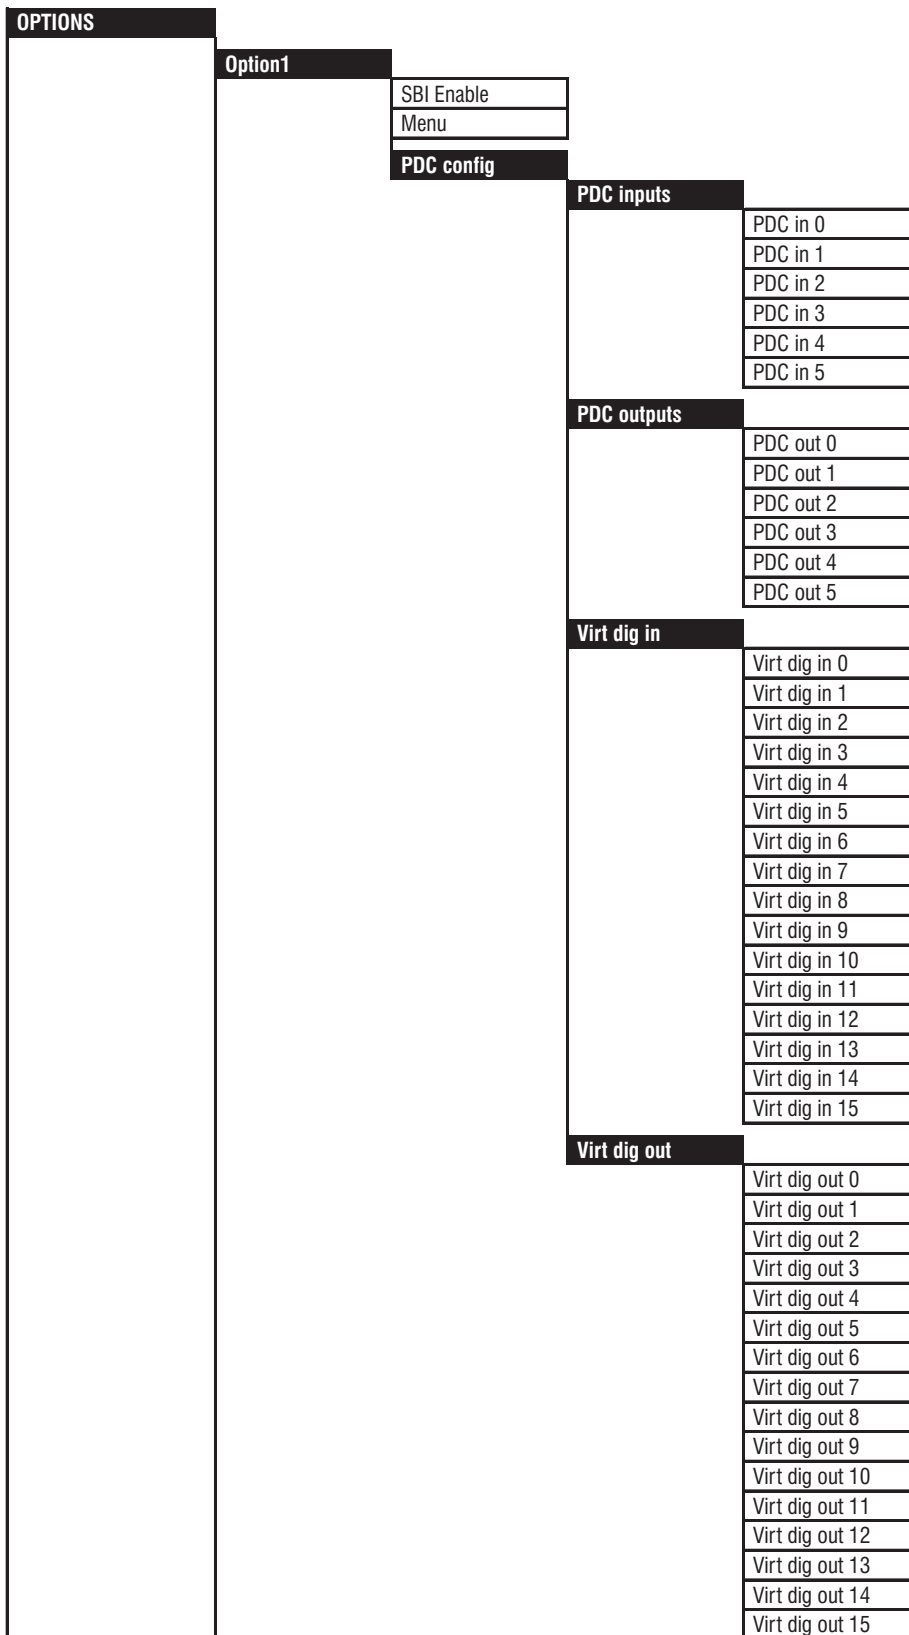 OPTIONS
Option1
SBI Enable
Menu
PDC config
PDC inputs
PDC in 0
PDC in 1
PDC in 2
PDC in 3
PDC in 4
PDC in 5
PDC outputs
PDC out 0
PDC out 1
PDC out 2
PDC out 3
PDC out 4
PDC out 5
Virt dig in
Virt dig in 0
Virt dig in 1
Virt dig in 2
Virt dig in 3
Virt dig in 4
Virt dig in 5
Virt dig in 6
Virt dig in 7
Virt dig in 8
Virt dig in 9
Virt dig in 10
Virt dig in 11
Virt dig in 12
Virt dig in 13
Virt dig in 14
Virt dig in 15
Virt dig out
Virt dig out 0
Virt dig out 1
Virt dig out 2
Virt dig out 3
Virt dig out 4
Virt dig out 5
Virt dig out 6
Virt dig out 7
Virt dig out 8
Virt dig out 9
Virt dig out 10
Virt dig out 11
Virt dig out 12
Virt dig out 13
Virt dig out 14
Virt dig out 15